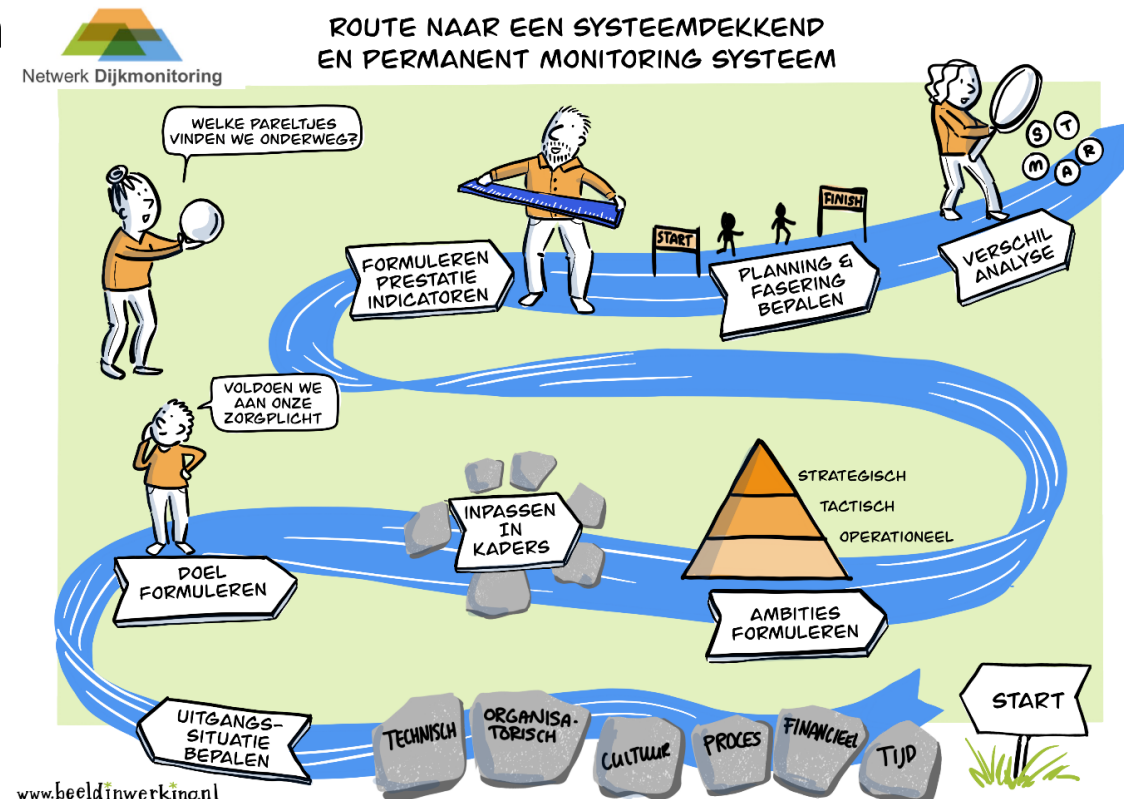 Netwerk Dijkmonitoring
ROUTE NAAR EEN SYSTEEMDEKKEND
EN PERMANENT MONITORING SYSTEEM
WELKE PARELTJES
VINDEN WE ONDERWEG?
FORMULEREN
PRESTATIE
INDICATOREN
START
FINISH
PLANNING &
FASERING
BEPALEN
S
T
M
A
R
VERSCHIL
ANALYSE
VOLDOEN WE
AAN ONZE
ZORGPLICHT
DOEL
FORMULEREN
INPASSEN
IN
KADERS
STRATEGISCH
TACTISCH
OPERATIONEEL
AMBITIES
FORMULEREN
UITGANGS-
SITUATIE
BEPALEN
TECHNISCH
ORGANISA-
TORISCH
CULTUUR
PROCES
FINANCIEEL
TIJD
START
www.beeldinwerking.nl